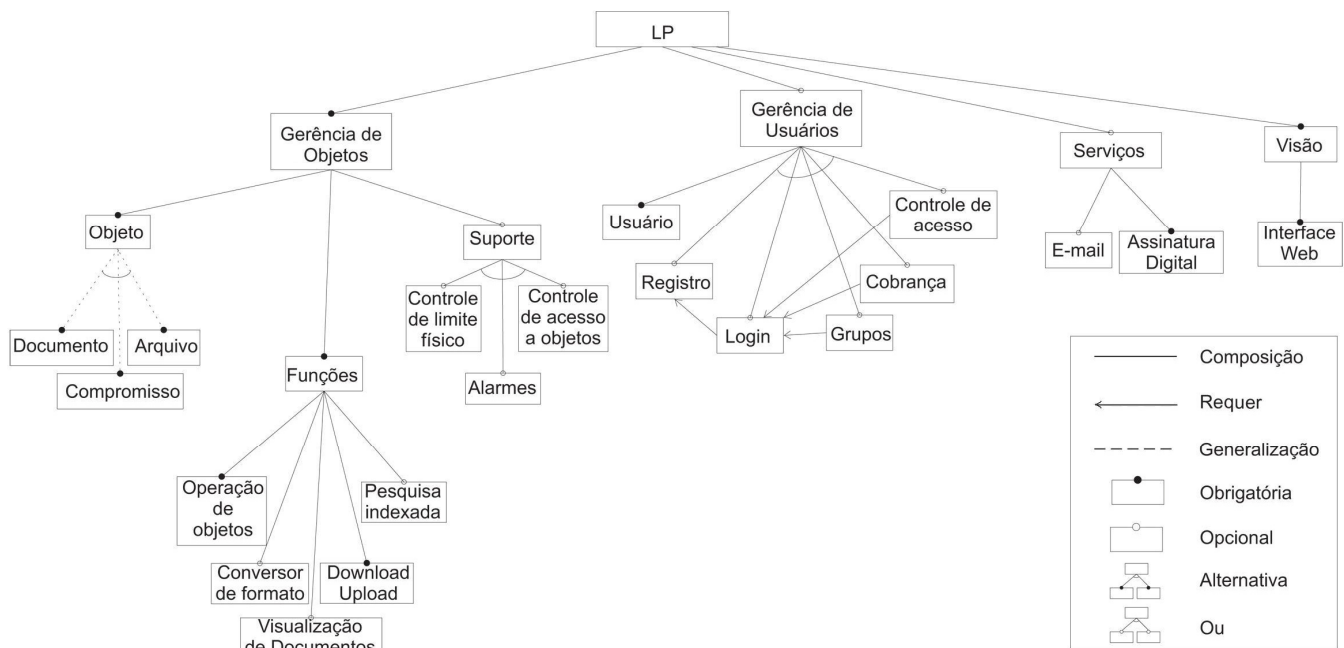 LP
Gerência de
Objetos
Gerência de
Usuários
Serviços
Visão
Objeto
Suporte
Usuário
Controle de
acesso
E-mail
Assinatura
Digital
Interface
Web
Documento
Arquivo
Compromisso
Funções
Controle
de limite
físico
Controle
de acesso
a objetos
Alarmes
Registro
Login
Grupos
Cobrança
Operação
de
objetos
Pesquisa
indexada
Conversor
de formato
Download
Upload
Visualização
de Documentos
Composição
Requer
Generalização
Obrigatória
Opcional
Alternativa
Ou